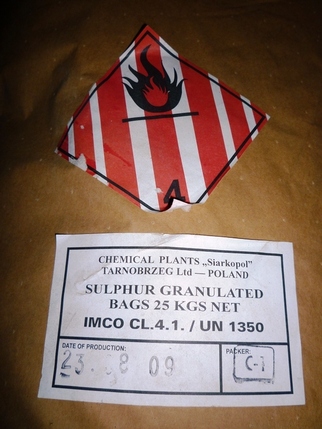 4
CHEMICAL PLANTS „Siarkopol”
TARNOBRZEG Ltd — POLAND
SULPHUR GRANULATED
BAGS 25 KGS NET
IMCO CL.4.1. / UN 1350
DATE OF PRODUCTION:
PACKER:
23. 8 09
C-1